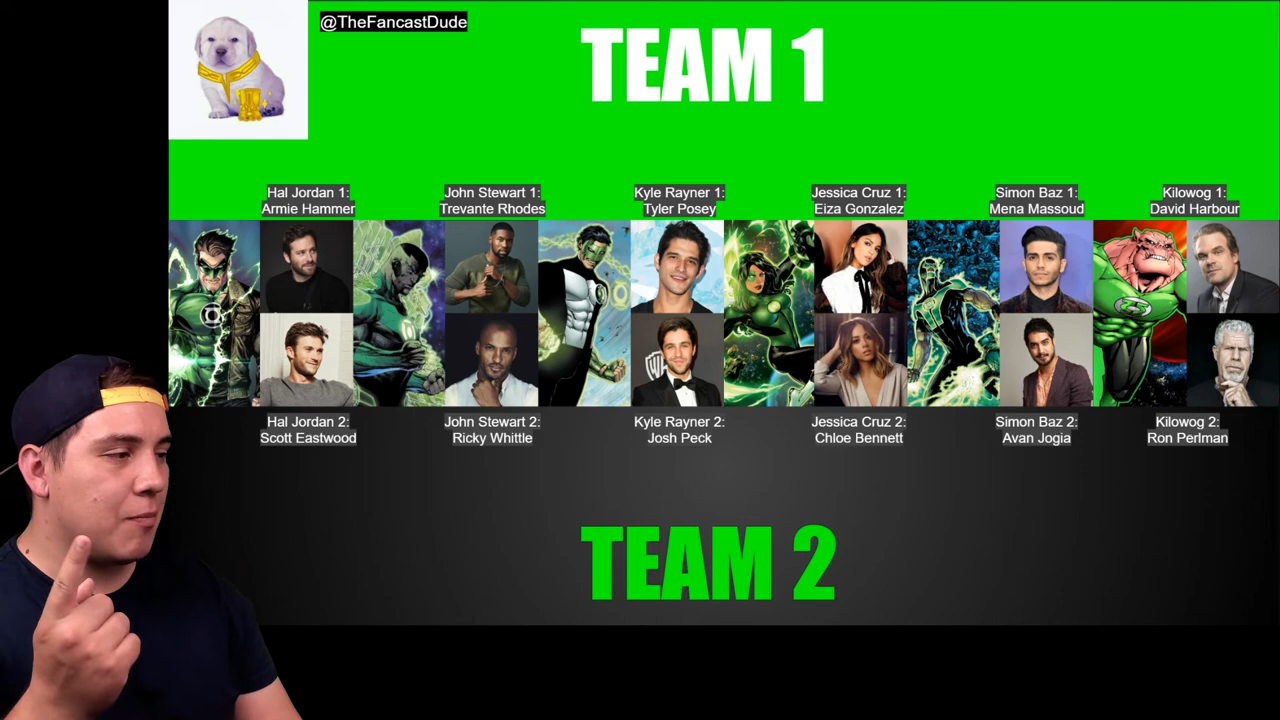 @TheFancastDude
TEAM 1
Hal Jordan 1:
Armie Hammer
John Stewart 1:
Trevante Rhodes
Kyle Rayner 1:
Tyler Posey
Jessica Cruz 1:
Eiza Gonzalez
Simon Baz 1:
Mena Massoud
Kilowog 1:
David Harbour
Hal Jordan 2:
Scott Eastwood
John Stewart 2:
Ricky Whittle
Kyle Rayner 2:
Josh Peck
Jessica Cruz 2:
Chloe Bennett
Simon Baz 2:
Avan Jogia
Kilowog 2:
Ron Perlman
TEAM 2